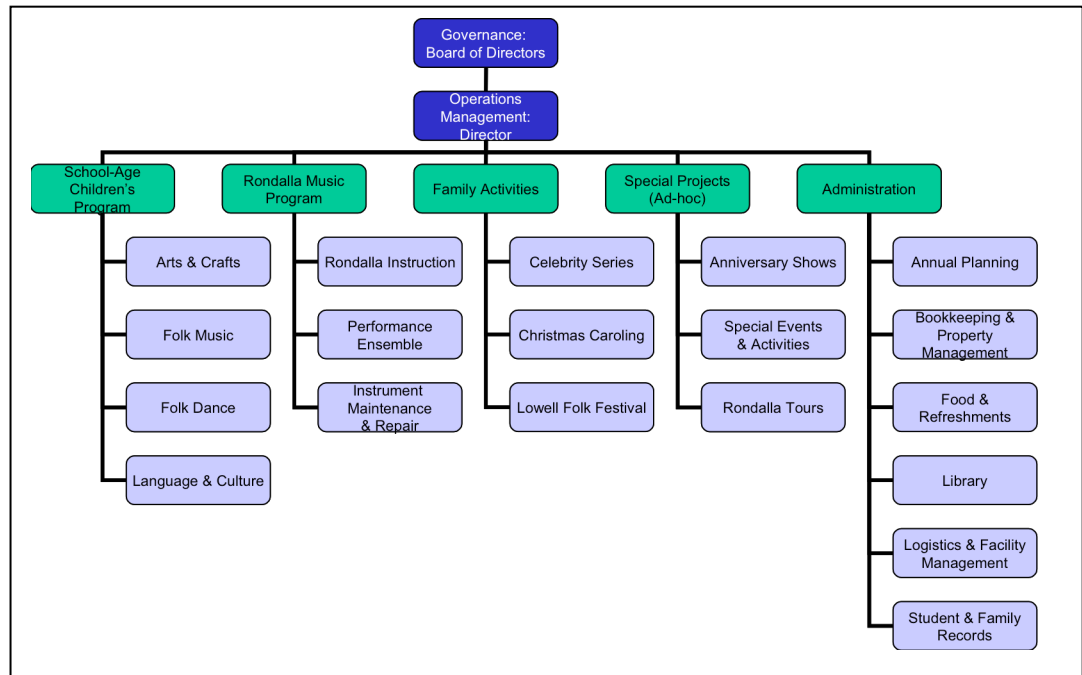 Governance:
Board of Directors
Operations
Management:
Director
School-Age
Children's
Program
Rondalla Music
Program
Family Activities
Special Projects
(Ad-hoc)
Administration
Arts & Crafts
Folk Music
Folk Dance
Language & Culture
Rondalla Instruction
Performance
Ensemble
Instrument
Maintenance
& Repair
Celebrity Series
Christmas Caroling
Lowell Folk Festival
Anniversary Shows
Special Events
& Activities
Rondalla Tours
Annual Planning
Bookkeeping &
Property
Management
Food &
Refreshments
Library
Logistics & Facility
Management
Student & Family
Records